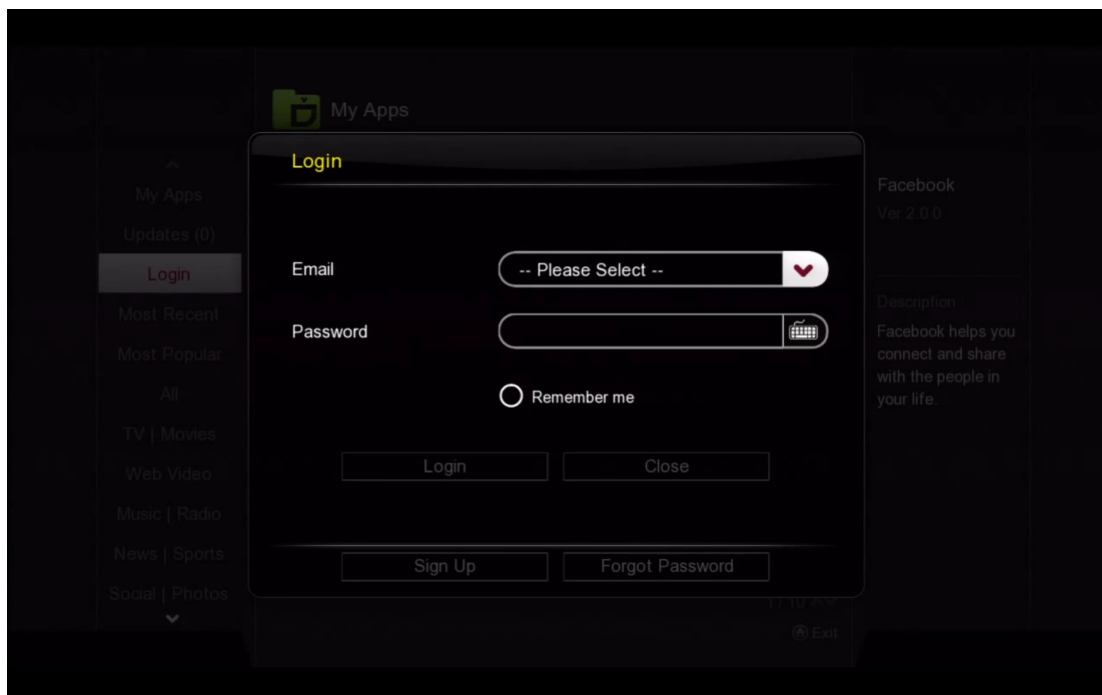 My Apps
Login
My Apps
Updates (0)
Login
Most Recent
Most Popular
All
TV | Movies
Web Video
Music | Radio
News | Sports
Social | Photos
Email
-- Please Select --
Password
Remember me
Login
Close
Sign Up
Forgot Password
Facebook
Ver 2.0.0
Description
Facebook helps you
connect and share
with the people in
your life.
1 / 10
Exit